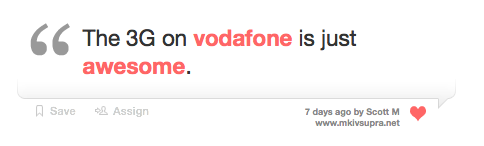 The 3G on vodafone is just
awesome.
Save Assign 7 days ago by Scott M
www.mkivsupra.net